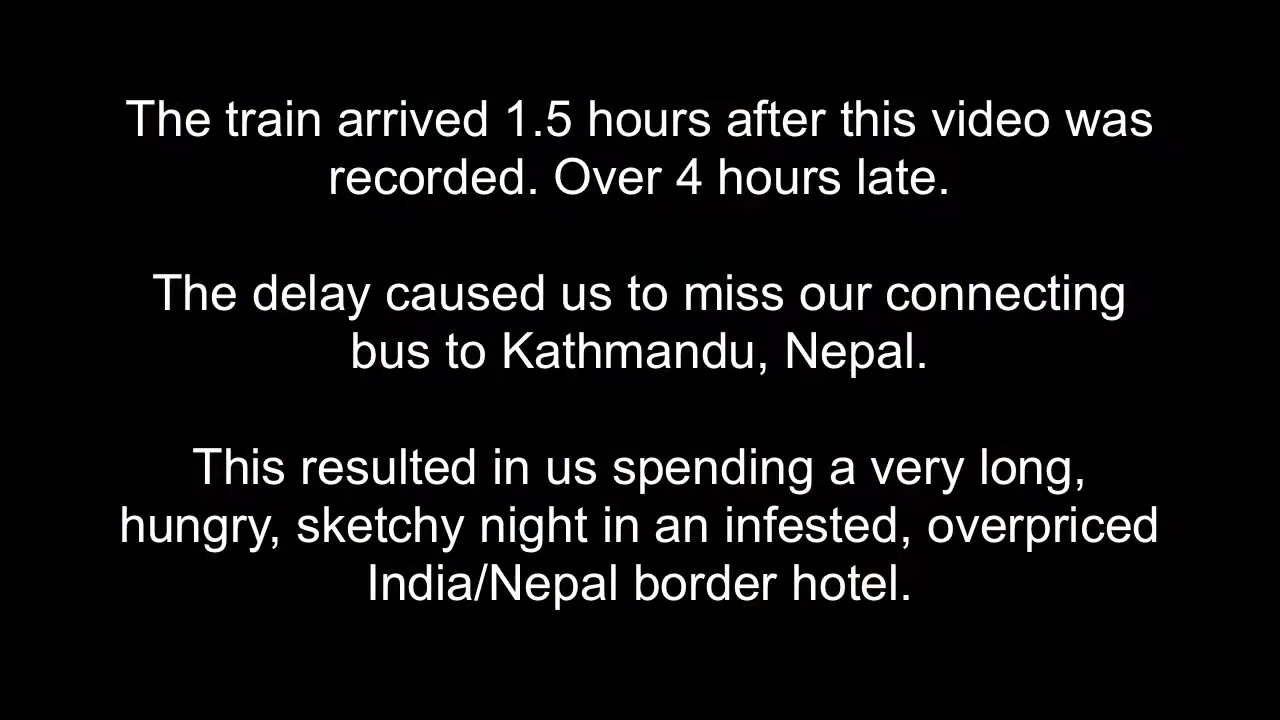 The train arrived 1.5 hours after this video was
recorded. Over 4 hours late.
The delay caused us to miss our connecting
bus to Kathmandu, Nepal.
This resulted in us spending a very long,
hungry, sketchy night in an infested, overpriced
India/Nepal border hotel.